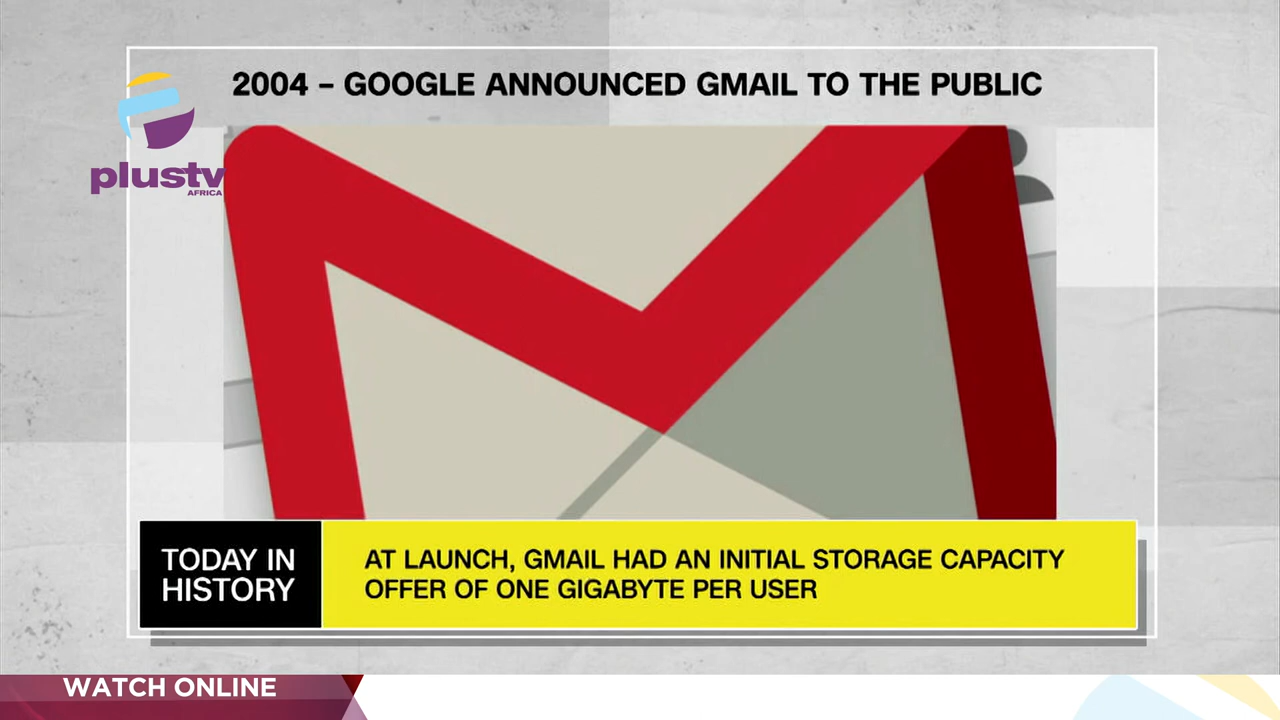 2004 – GOOGLE ANNOUNCED GMAIL TO THE PUBLIC
plustv
AFRICA
TODAY IN
HISTORY
AT LAUNCH, GMAIL HAD AN INITIAL STORAGE CAPACITY
OFFER OF ONE GIGABYTE PER USER
WATCH ONLINE